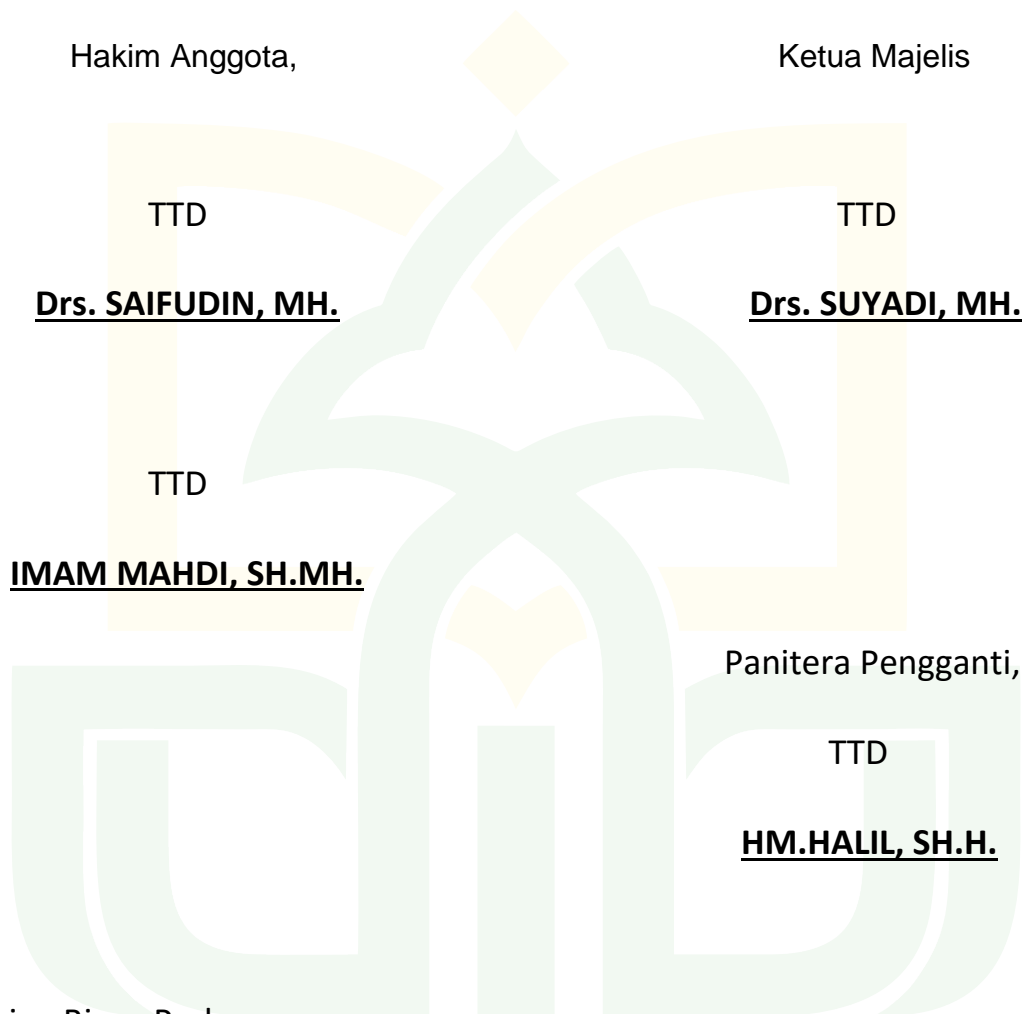 Hakim Anggota, Ketua Majelis
TTD TTD
Drs. SAIFUDIN, MH. Drs. SUYADI, MH.
TTD
IMAM MAHDI, SH.MH.
Panitera Pengganti,
TTD
HM.HALIL, SH.H.